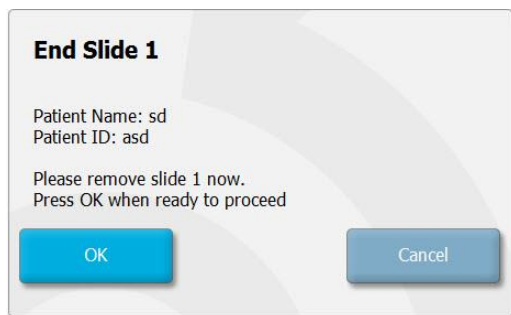 End Slide 1
Patient Name: sd
Patient ID: asd
Please remove slide 1 now.
Press OK when ready to proceed
OK
Cancel